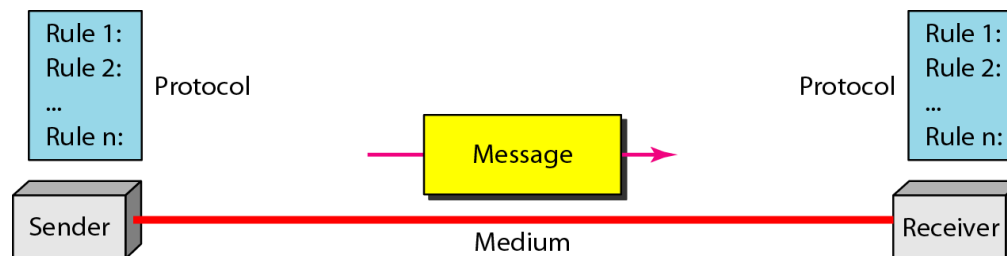 Rule 1:
Rule 2:
...
Rule n:
Protocol
Message
Protocol
Rule 1:
Rule 2:
...
Rule n:
Sender
Medium
Receiver